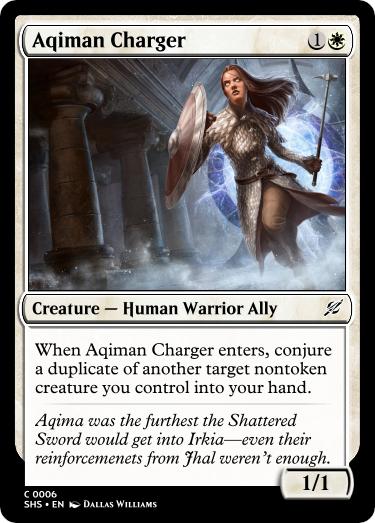 Aqiman Charger 1
Creature — Human Warrior Ally
When Aqiman Charger enters, conjure
a duplicate of another target nontoken
creature you control into your hand.
Aqima was the furthest the Shattered
Sword would get into Irkia—even their
reinforcemenets from Jhal weren't enough.
1/1
C 0006
SHS • EN Dallas Williams